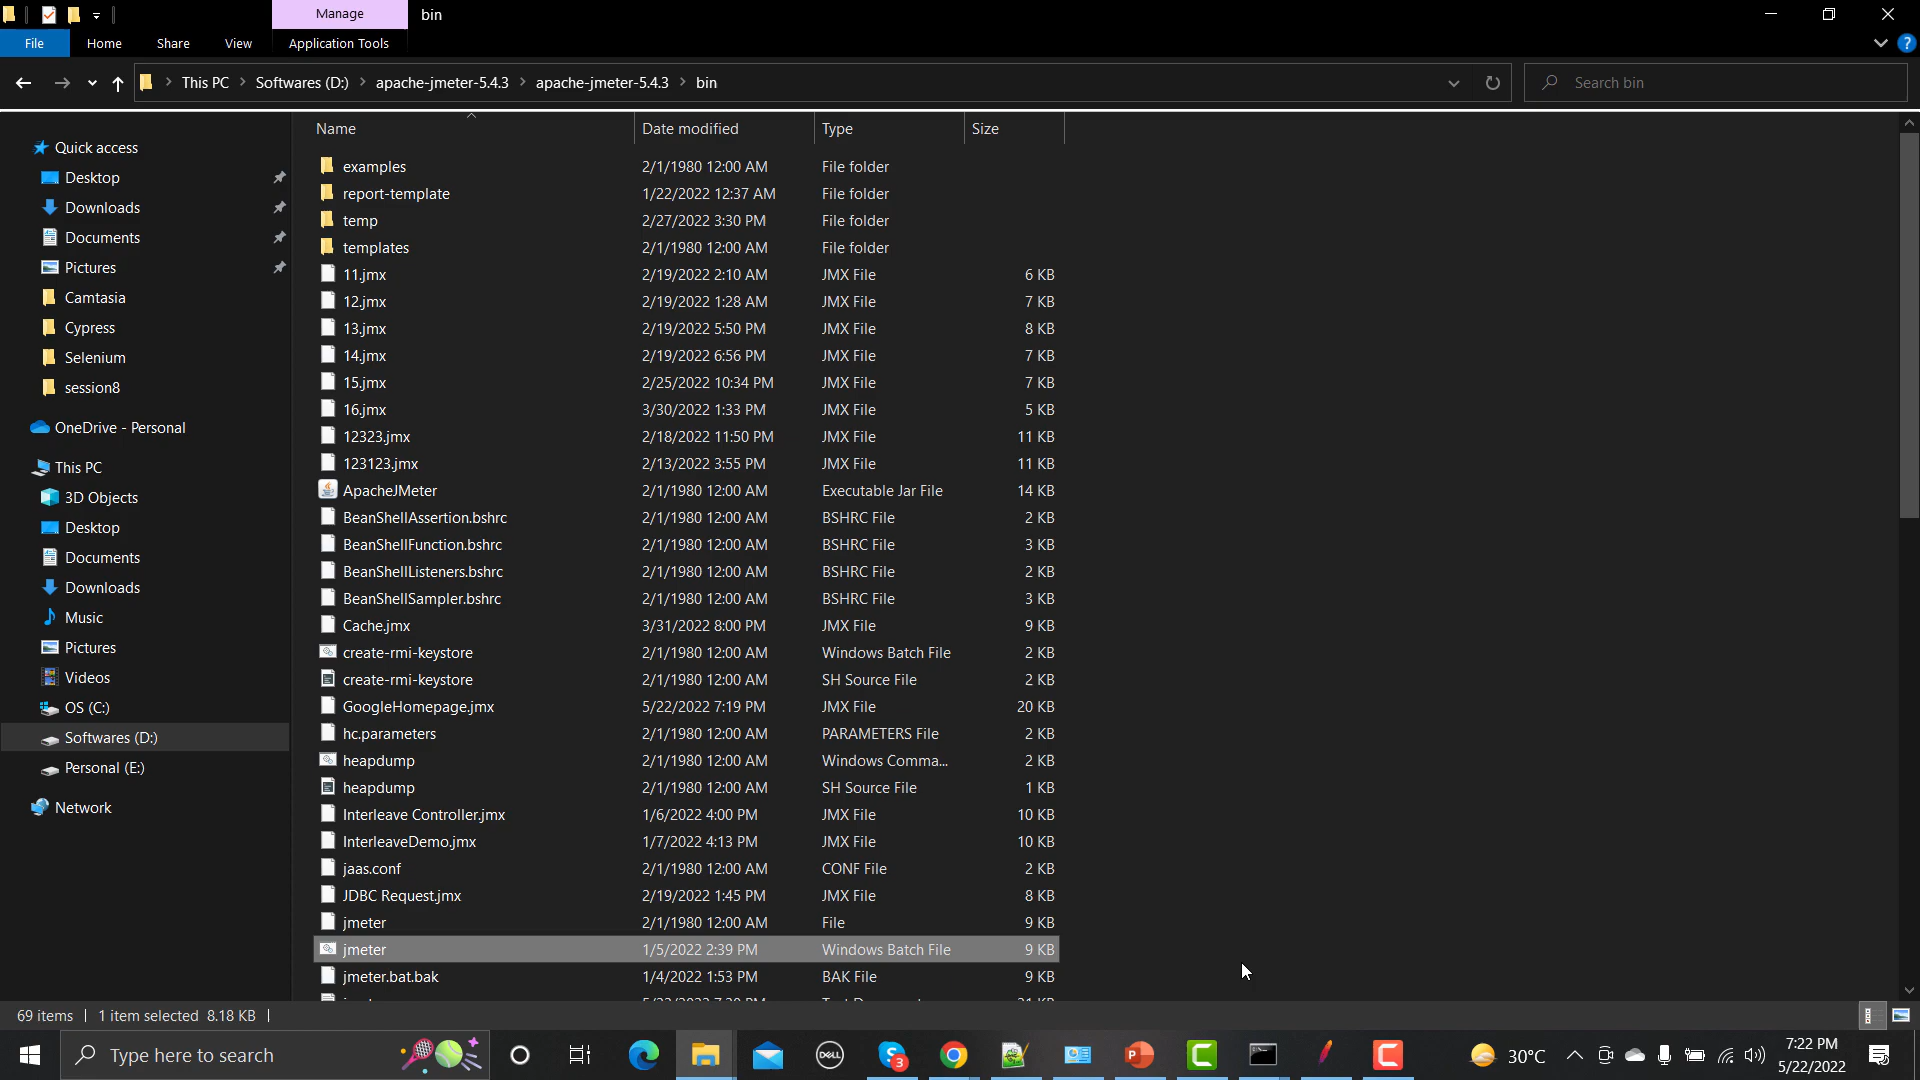 Manage bin
File Home Share View Application Tools
This PC Softwares (D:) apache-jmeter-5.4.3 apache-jmeter-5.4.3 bin Search bin
Name Date modified Type Size
Quick access
Desktop
Downloads
Documents
Pictures
Camtasia
Cypress
Selenium
session8
OneDrive - Personal
This PC
3D Objects
Desktop
Documents
Downloads
Music
Pictures
Videos
OS (C:)
Softwares (D:)
Personal (E:)
Network
examples 2/1/1980 12:00 AM File folder
report-template 1/22/2022 12:37 AM File folder
temp 2/27/2022 3:30 PM File folder
templates 2/1/1980 12:00 AM File folder
11.jmx 2/19/2022 2:10 AM JMX File 6 KB
12.jmx 2/19/2022 1:28 AM JMX File 7 KB
13.jmx 2/19/2022 5:50 PM JMX File 8 KB
14.jmx 2/19/2022 6:56 PM JMX File 7 KB
15.jmx 2/25/2022 10:34 PM JMX File 7 KB
16.jmx 3/30/2022 1:33 PM JMX File 5 KB
12323.jmx 2/18/2022 11:50 PM JMX File 11 KB
123123.jmx 2/13/2022 3:55 PM JMX File 11 KB
ApacheJMeter 2/1/1980 12:00 AM Executable Jar File 14 KB
BeanShellAssertion.bshrc 2/1/1980 12:00 AM BSHRC File 2 KB
BeanShellFunction.bshrc 2/1/1980 12:00 AM BSHRC File 3 KB
BeanShellListeners.bshrc 2/1/1980 12:00 AM BSHRC File 2 KB
BeanShellSampler.bshrc 2/1/1980 12:00 AM BSHRC File 3 KB
Cache.jmx 3/31/2022 8:00 PM JMX File 9 KB
create-rmi-keystore 2/1/1980 12:00 AM Windows Batch File 2 KB
create-rmi-keystore 2/1/1980 12:00 AM SH Source File 2 KB
GoogleHomepage.jmx 5/22/2022 7:19 PM JMX File 20 KB
hc.parameters 2/1/1980 12:00 AM PARAMETERS File 2 KB
heapdump 2/1/1980 12:00 AM Windows Comma... 2 KB
heapdump 2/1/1980 12:00 AM SH Source File 1 KB
Interleave Controller.jmx 1/6/2022 4:00 PM JMX File 10 KB
InterleaveDemo.jmx 1/7/2022 4:13 PM JMX File 10 KB
jaas.conf 2/1/1980 12:00 AM CONF File 2 KB
JDBC Request.jmx 2/19/2022 1:45 PM JMX File 8 KB
jmeter 2/1/1980 12:00 AM File 9 KB
jmeter 1/5/2022 2:39 PM Windows Batch File 9 KB
jmeter.bat.bak 1/4/2022 1:53 PM BAK File 9 KB
69 items 1 item selected 8.18 KB
Type here to search DELL 3 30°C 7:22 PM
5/22/2022